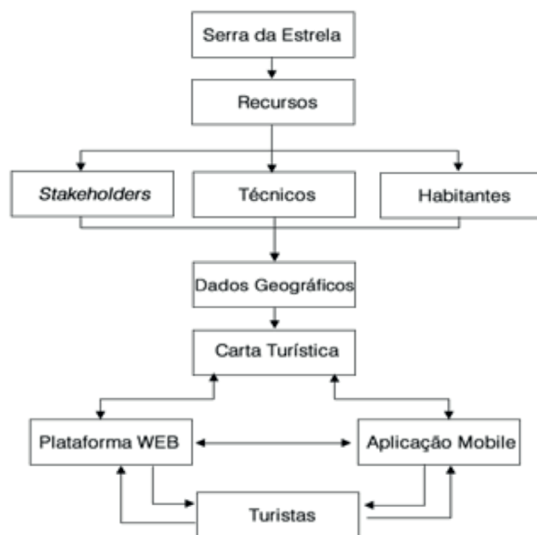 Serra da Estrela
Recursos
Stakeholders
Técnicos
Habitantes
Dados Geográficos
Carta Turística
Plataforma WEB
Aplicação Mobile
Turistas